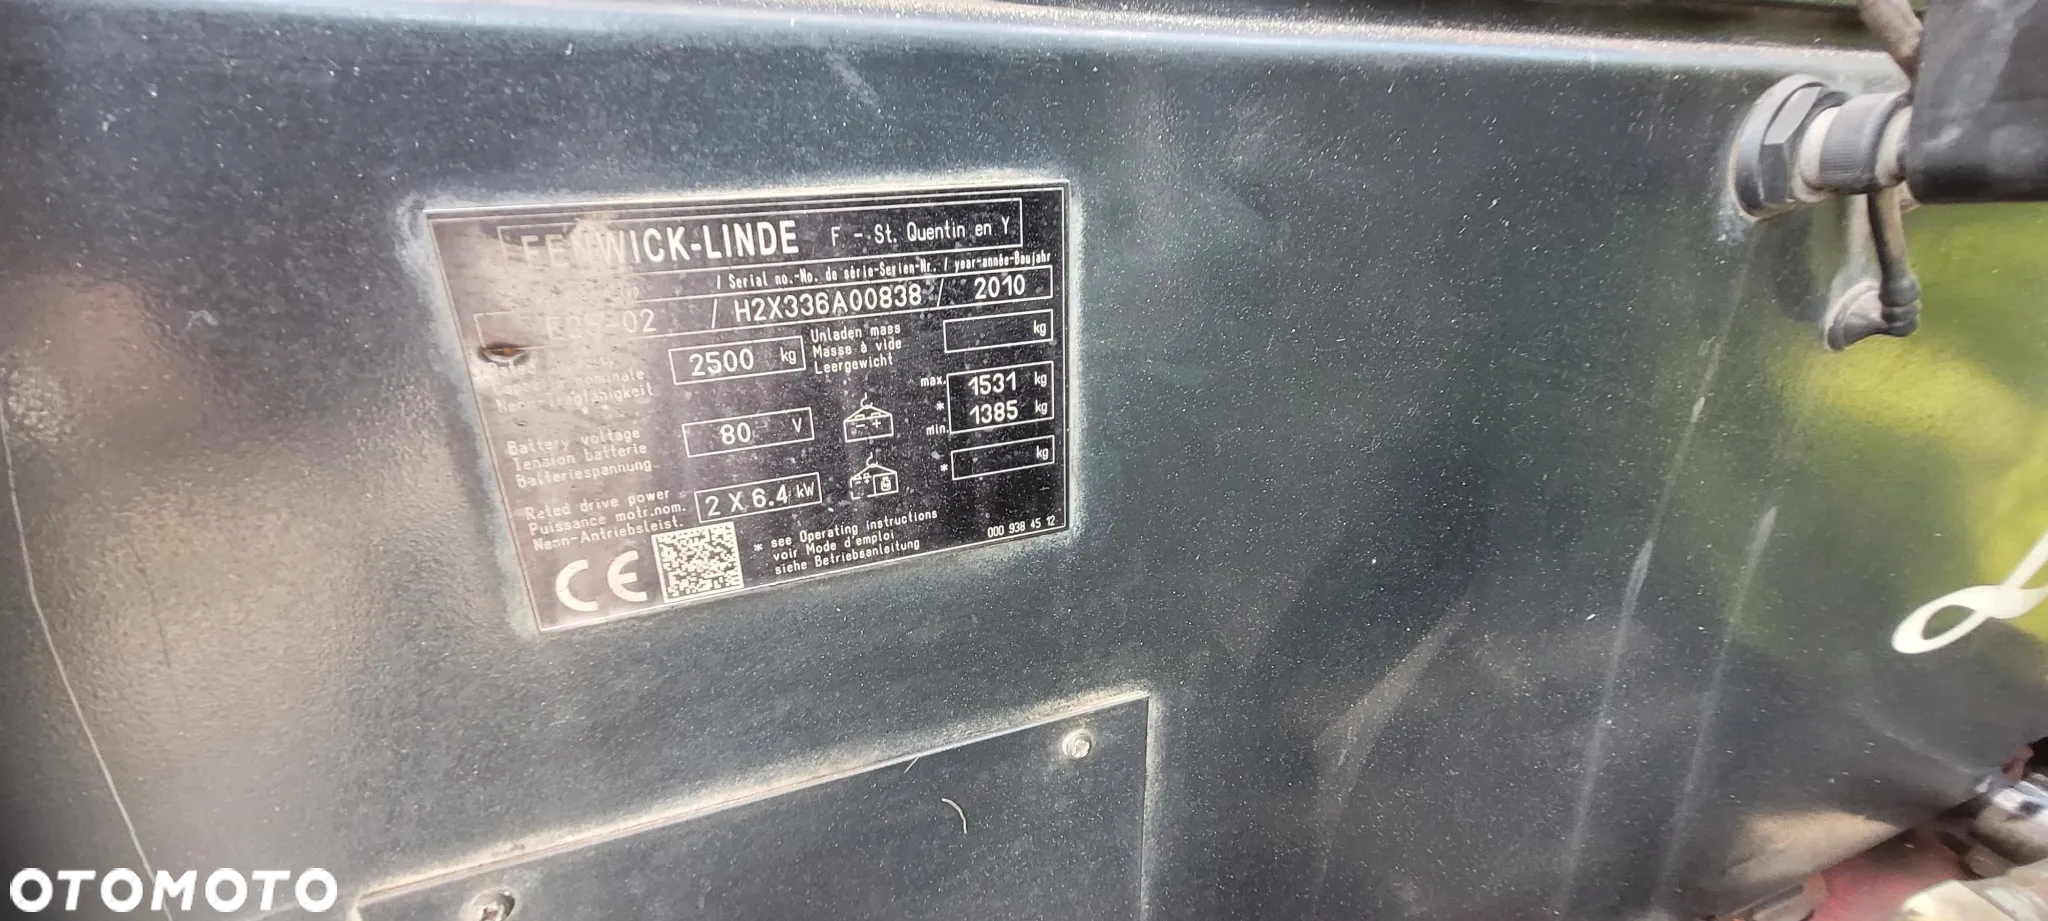 FENWICK-LINDE F - St. Quentin en Y
/ Serial no.-No. de série-Serien-Nr. / year-année-Baujahr
/ H2X336A00838 / 2010
nominale
2500 kg
Unladen mass
Masse à vide
Leergewicht
kg
Battery voltage
Tension batterie
Batteriespannung
80 V
max. 1531 kg
* 1385 kg
min.
* kg
Rated drive power
Puissance motr.nom.
Nenn-Antriebsleist.
2 X 6.4 kW
CE
* see Operating instructions
voir Mode d'emploi
siehe Betriebsanleitung
000 938 45 12
OTOMOTO